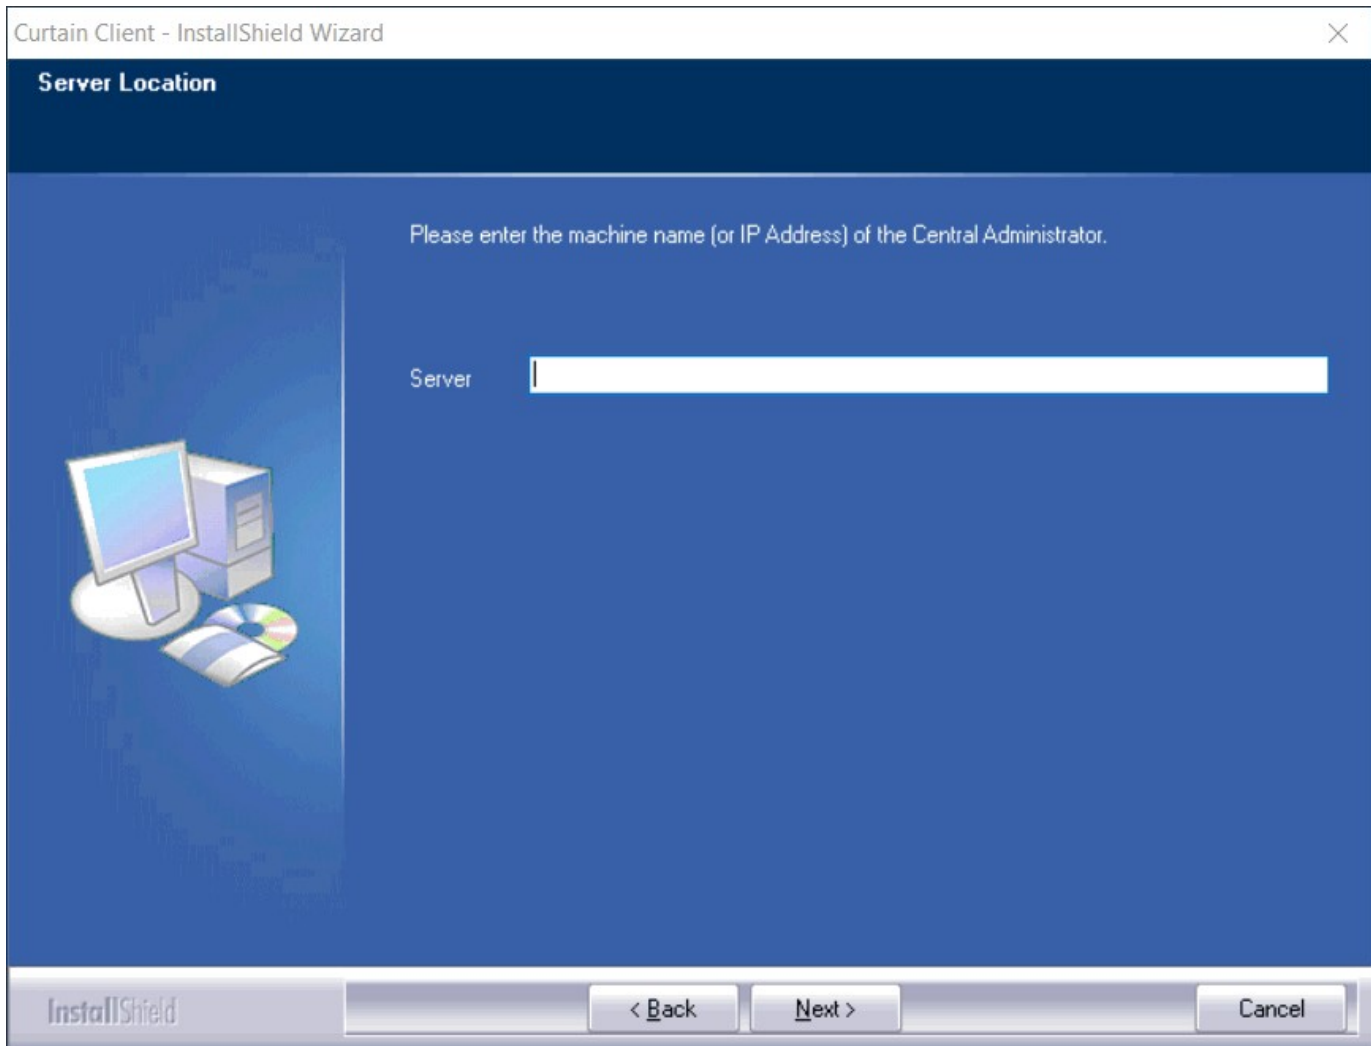 Curtain Client - InstallShield Wizard
Server Location
Please enter the machine name (or IP Address) of the Central Administrator.
Server
InstallShield
< Back
Next >
Cancel